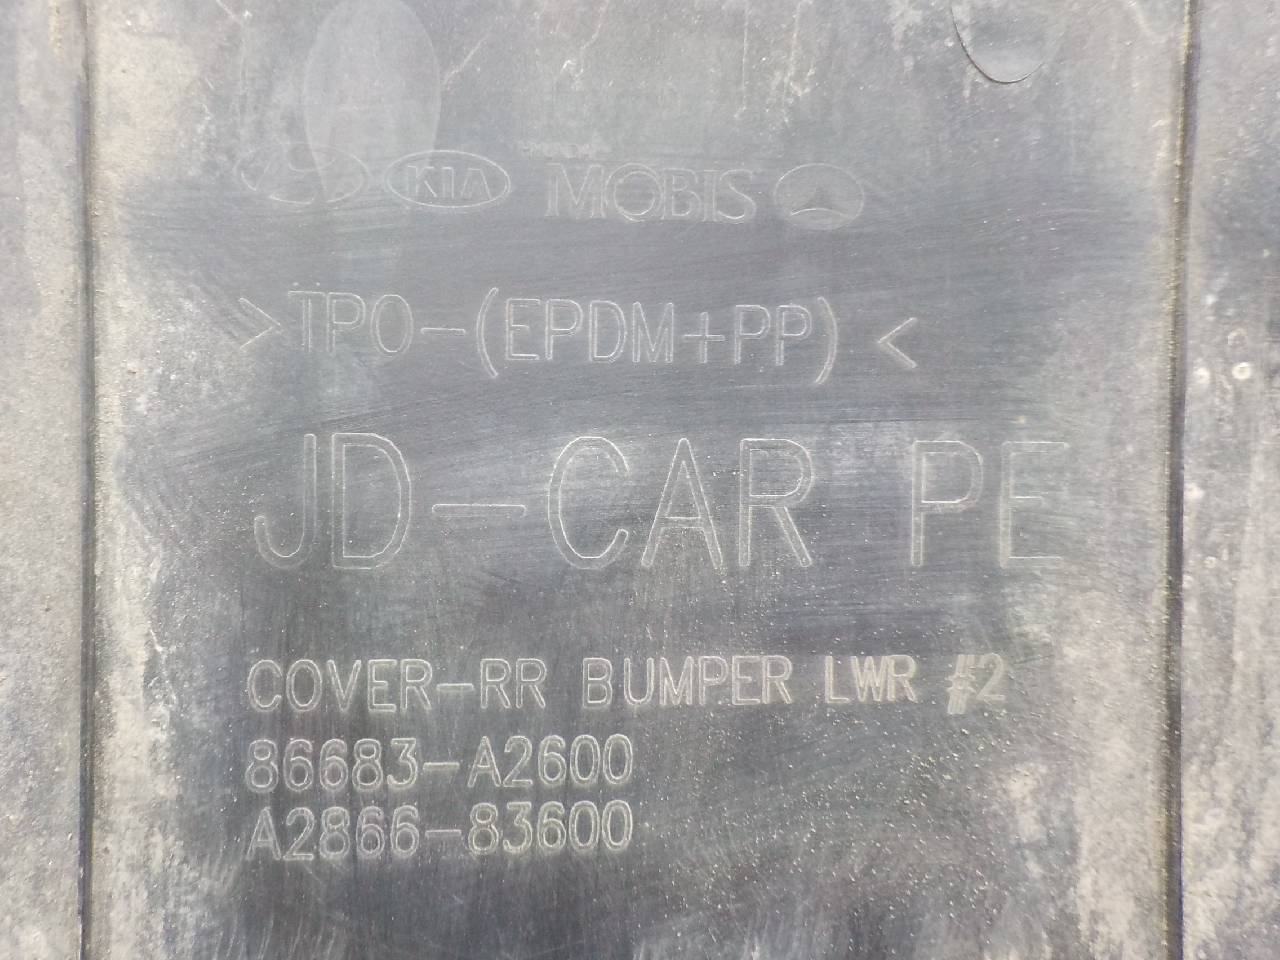 KIA MOBIS
>TPO-(EPDM+PP)<
JD-CAR PE
COVER-RR BUMPER LWR #2
86683-A2600
A2866-83600